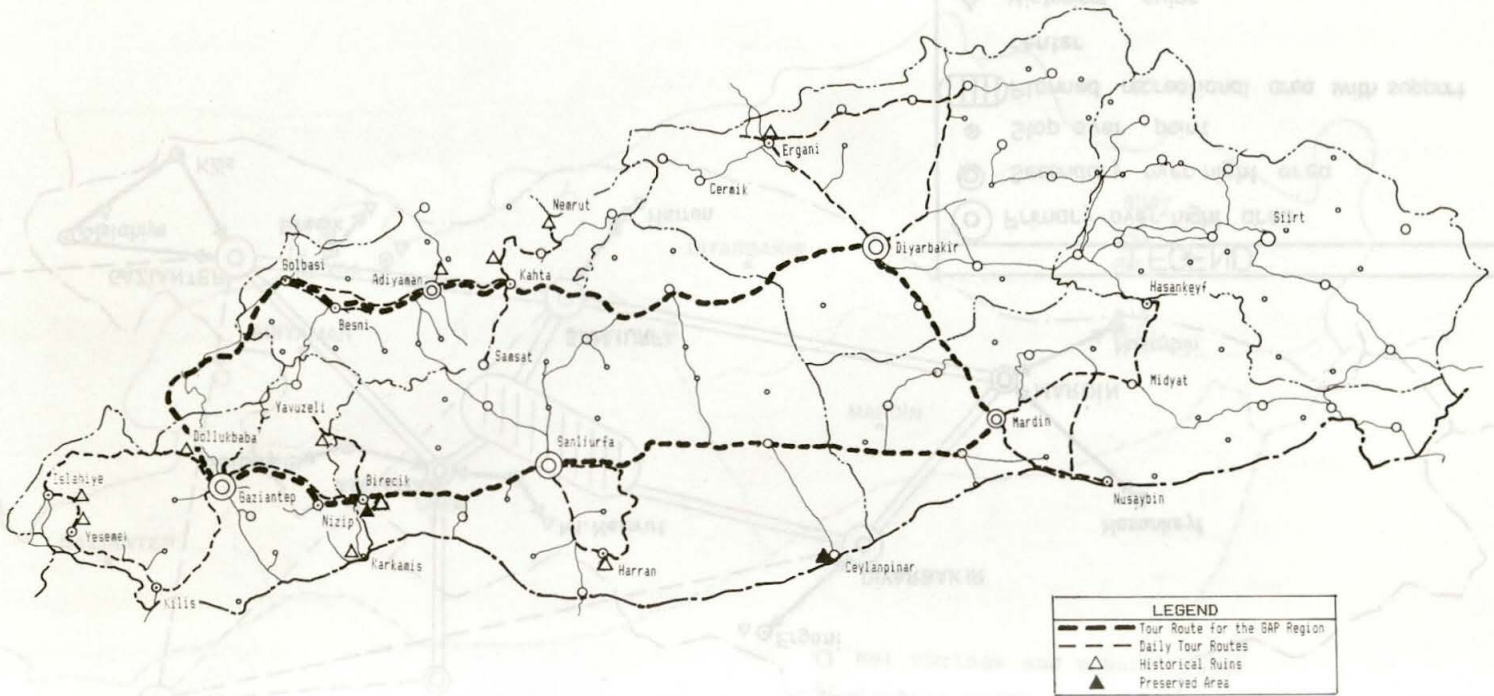 Ergani
Cermik
Nemrut
Siirt
Diyarbakir
Golbasi
Adiyaman
Kahta
Hasankeyf
Besni
Samsat
Midyat
Yavuzeli
Mardin
Dollukbaba
Sanliurfa
Islahiye
Birecik
Gaziantep
Nusaybin
Nizip
Yesemek
Karkamis
Harran
Ceylanpinar
Kilis
LEGEND
Tour Route for the GAP Region
Daily Tour Routes
Historical Ruins
Preserved Area